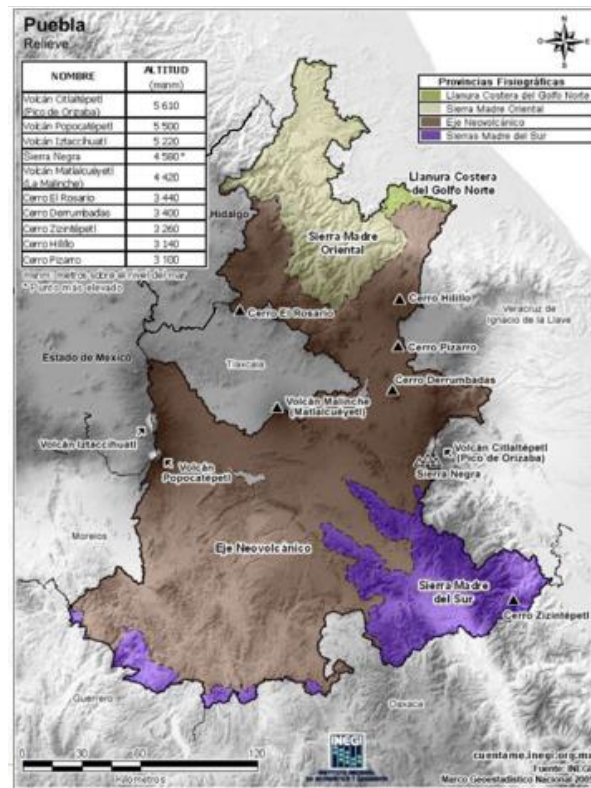 Puebla
Relieve
NOMBRE ALTITUD (msnm)
Volcán Citlaltépetl (Pico de Orizaba) 5 610
Volcán Popocatépetl 5 500
Volcán Iztaccíhuatl 5 220
Sierra Negra 4 580*
Volcán Matlalcuéyetl (La Malinche) 4 420
Cerro El Rosario 3 440
Cerro Derrumbadas 3 400
Cerro Zizintépetl 3 260
Cerro Hilillo 3 140
Cerro Pizarro 3 100
msnm: metros sobre el nivel del mar
* Punto más elevado
N
O
E
S
Provincias Fisiográficas
Llanura Costera del Golfo Norte
Sierra Madre Oriental
Eje Neovolcánico
Sierras Madre del Sur
Llanura Costera
del Golfo Norte
Hidalgo
Sierra Madre
Oriental
Cerro Hilillo
Cerro El Rosario
Veracruz de
Ignacio de la Llave
Cerro Pizarro
Estado de México
Tlaxcala
Cerro Derrumbadas
Volcán Malinche
(Matlalcuéyetl)
Volcán Iztaccíhuatl
Volcán Citlaltépetl
(Pico de Orizaba)
Volcán
Popocatépetl
Sierra Negra
Morelos
Eje Neovolcánico
Sierra Madre
del Sur
Cerro Zizintépetl
Guerrero
Oaxaca
0 30 60 120
Kilómetros
INEGI
cuentame.inegi.org.mx
Fuente: INEGI
Marco Geoestadístico Nacional 2005